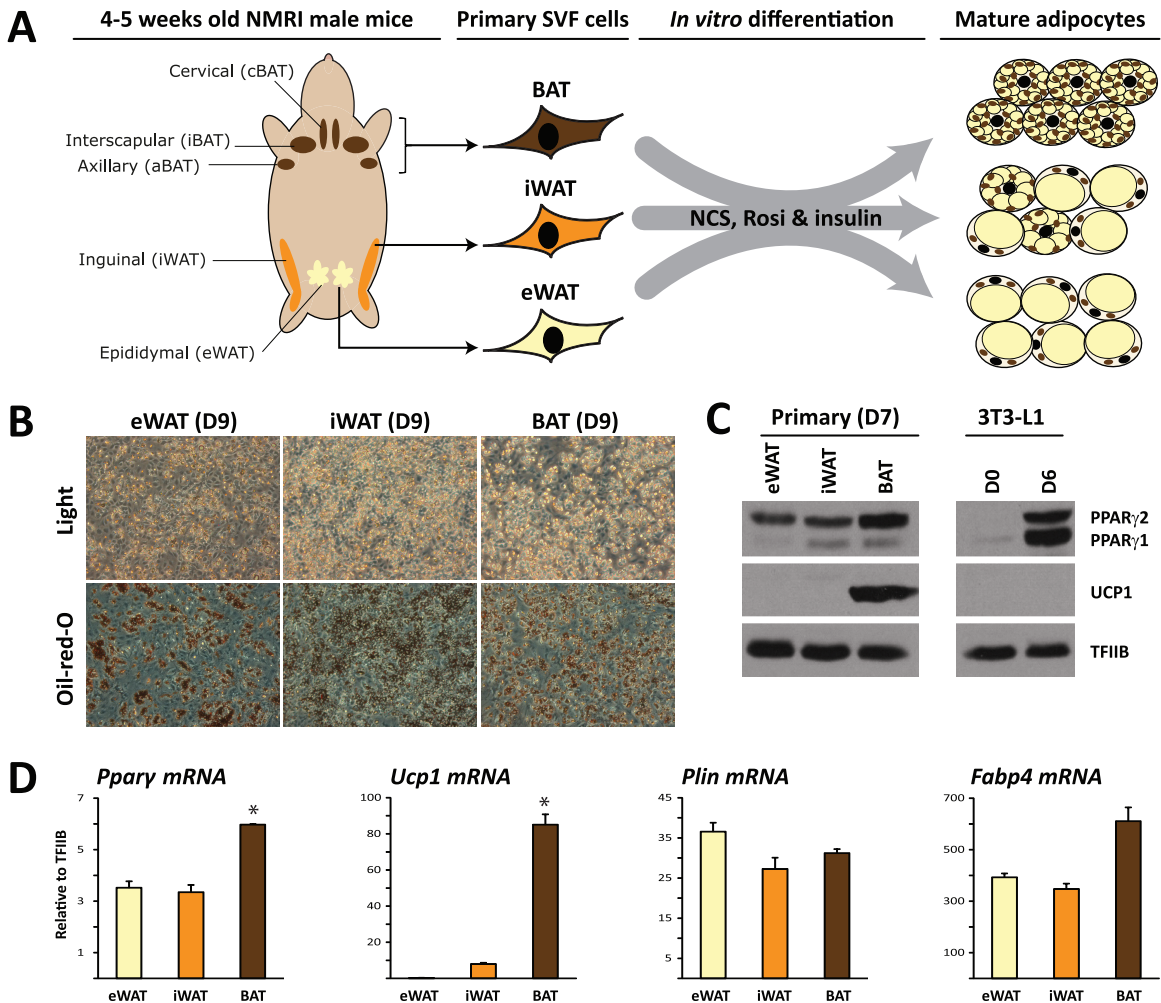 A
4-5 weeks old NMRI male mice
Primary SVF cells
In vitro differentiation
Mature adipocytes
Cervical (cBAT)
Interscapular (iBAT)
Axillary (aBAT)
Inguinal (iWAT)
Epididymal (eWAT)
BAT
iWAT
eWAT
NCS, Rosi & insulin
B
eWAT (D9)
iWAT (D9)
BAT (D9)
Light
Oil-red-O
C
Primary (D7)
3T3-L1
eWAT
iWAT
BAT
D0
D6
PPARγ2
PPARγ1
UCP1
TFIIB
D
Pparγ mRNA
Relative to TFIIB
7
5
3
1
*
eWAT
iWAT
BAT
Ucp1 mRNA
100
80
60
40
20
*
eWAT
iWAT
BAT
Plin mRNA
45
35
25
15
5
eWAT
iWAT
BAT
Fabp4 mRNA
700
500
300
100
eWAT
iWAT
BAT